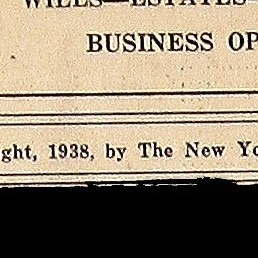 WILLS—ESTATES—
BUSINESS OP
ght, 1938, by The New Yo